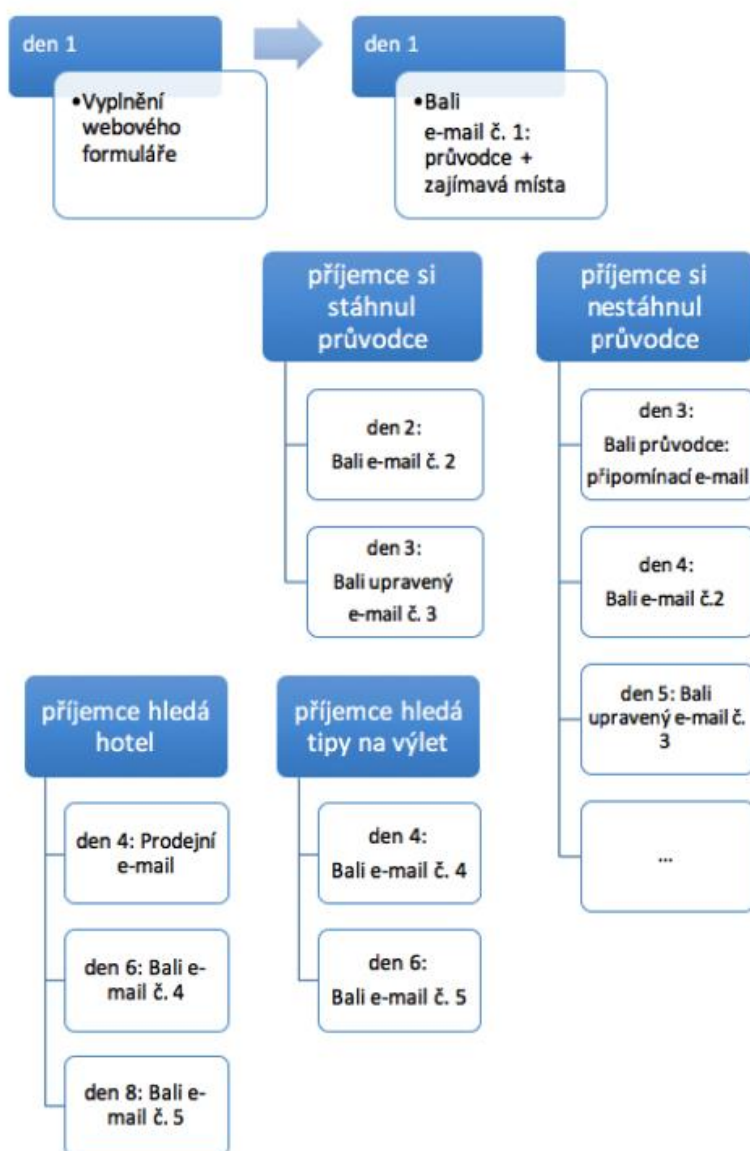 den 1
•Vyplnění
webového
formuláře
den 1
•Bali
e-mail č. 1:
průvodce +
zajímavá místa
příjemce si
stáhnul
průvodce
den 2:
Bali e-mail č. 2
den 3:
Bali upravený
e-mail č. 3
příjemce si
nestáhnul
průvodce
den 3:
Bali průvodce:
připomínací e-mail
den 4:
Bali e-mail č.2
den 5: Bali
upravený e-mail č.
3
...
příjemce hledá
hotel
den 4: Prodejní
e-mail
den 6: Bali e-
mail č. 4
den 8: Bali e-
mail č. 5
příjemce hledá
tipy na výlet
den 4:
Bali e-mail č. 4
den 6:
Bali e-mail č. 5